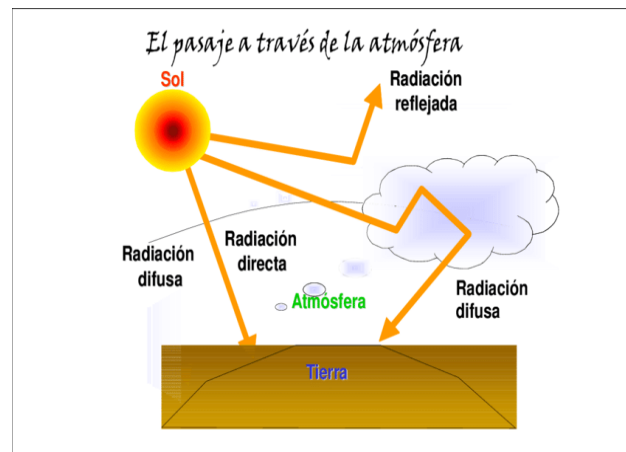 El pasaje a través de la atmósfera
Sol
Radiación
reflejada
Radiación
difusa
Radiación
directa
Atmósfera
Radiación
difusa
Tierra